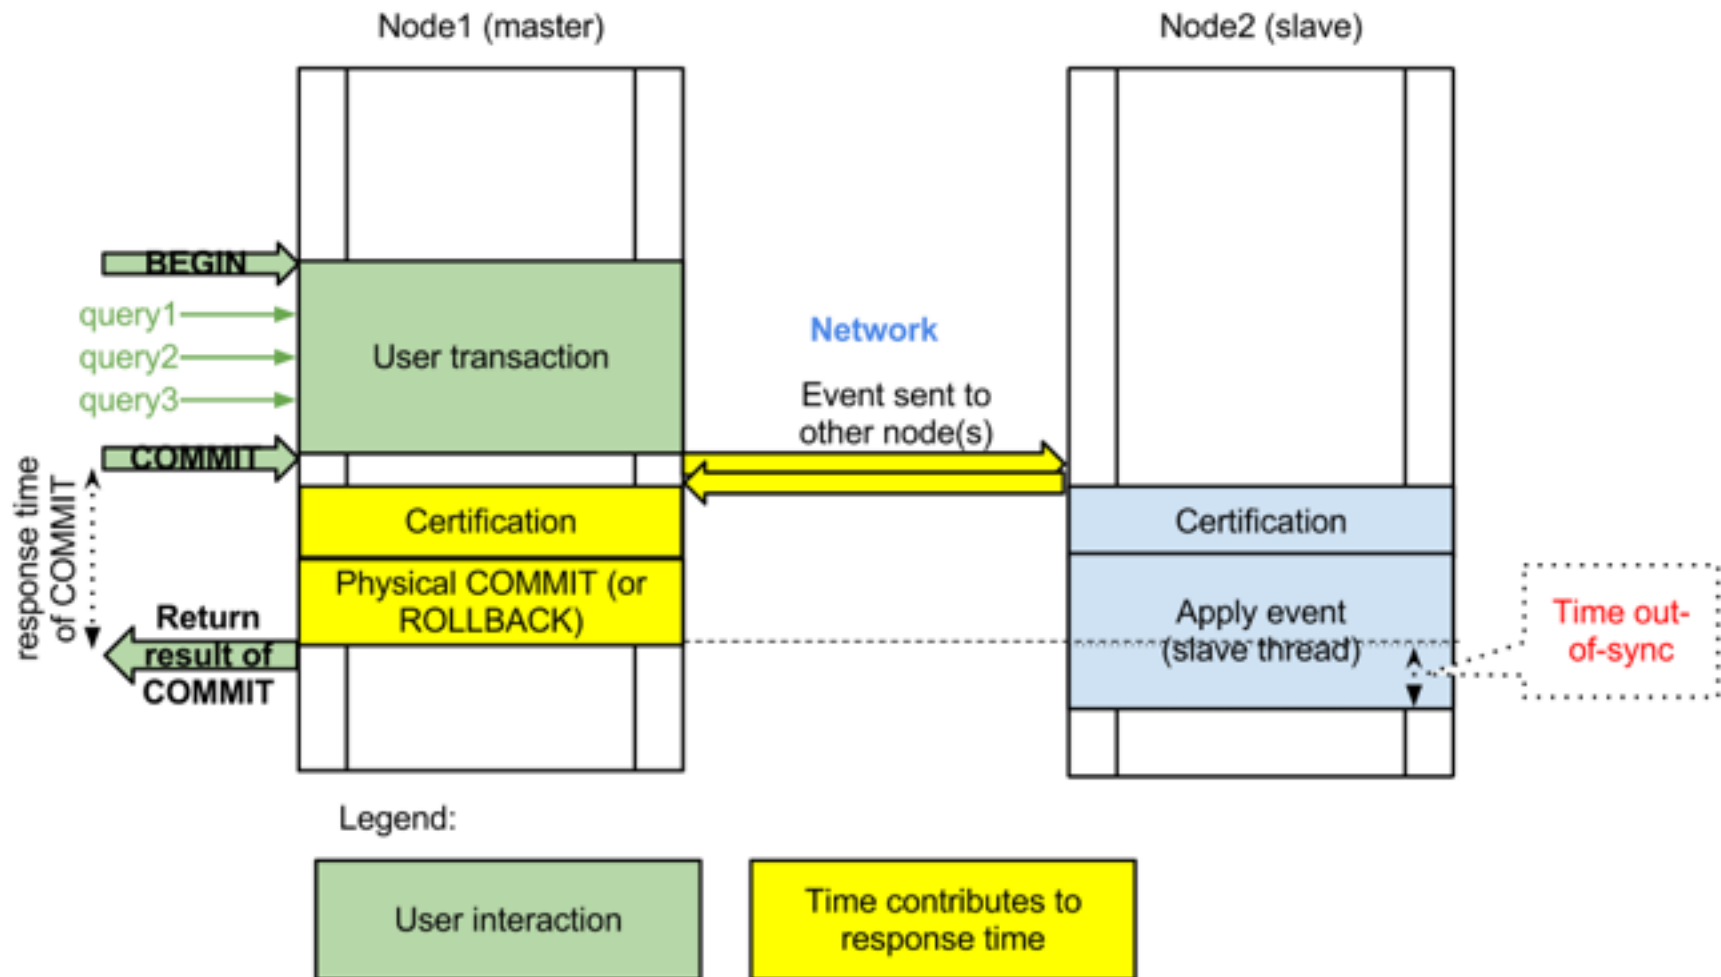 Node1 (master)
Node2 (slave)
BEGIN
query1
query2
query3
COMMIT
User transaction
Network
Event sent to
other node(s)
response time
of COMMIT
Certification
Physical COMMIT (or
ROLLBACK)
Return
result of
COMMIT
Certification
Apply event
(slave thread)
Time out-
of-sync
Legend:
User interaction
Time contributes to
response time